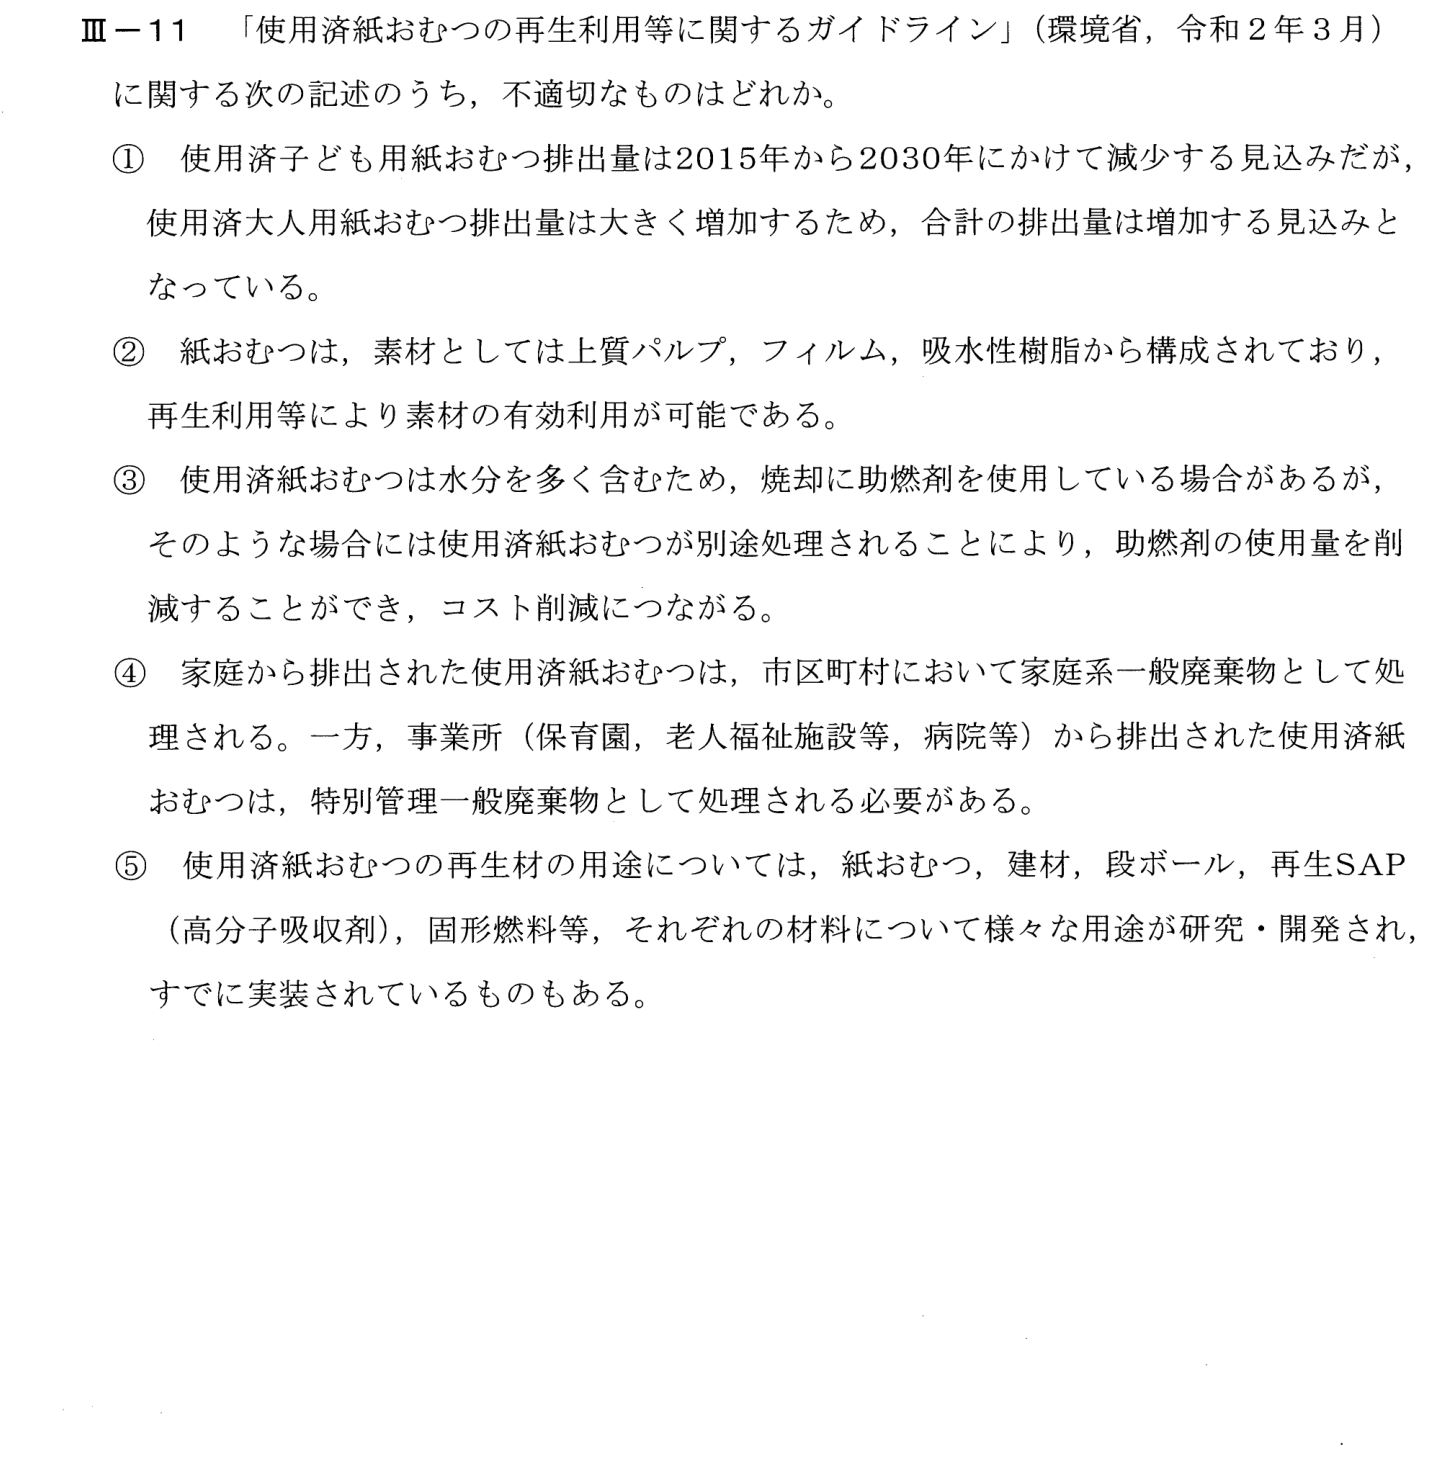 Ⅲ－11　「使用済紙おむつの再生利用等に関するガイドライン」（環境省，令和２年３月）
に関する次の記述のうち，不適切なものはどれか。
①　使用済子ども用紙おむつ排出量は2015年から2030年にかけて減少する見込みだが，
使用済大人用紙おむつ排出量は大きく増加するため，合計の排出量は増加する見込みと
なっている。
②　紙おむつは，素材としては上質パルプ，フィルム，吸水性樹脂から構成されており，
再生利用等により素材の有効利用が可能である。
③　使用済紙おむつは水分を多く含むため，焼却に助燃剤を使用している場合があるが，
そのような場合には使用済紙おむつが別途処理されることにより，助燃剤の使用量を削
減することができ，コスト削減につながる。
④　家庭から排出された使用済紙おむつは，市区町村において家庭系一般廃棄物として処
理される。一方，事業所（保育園，老人福祉施設等，病院等）から排出された使用済紙
おむつは，特別管理一般廃棄物として処理される必要がある。
⑤　使用済紙おむつの再生材の用途については，紙おむつ，建材，段ボール，再生SAP
（高分子吸収剤），固形燃料等，それぞれの材料について様々な用途が研究・開発され，
すでに実装されているものもある。